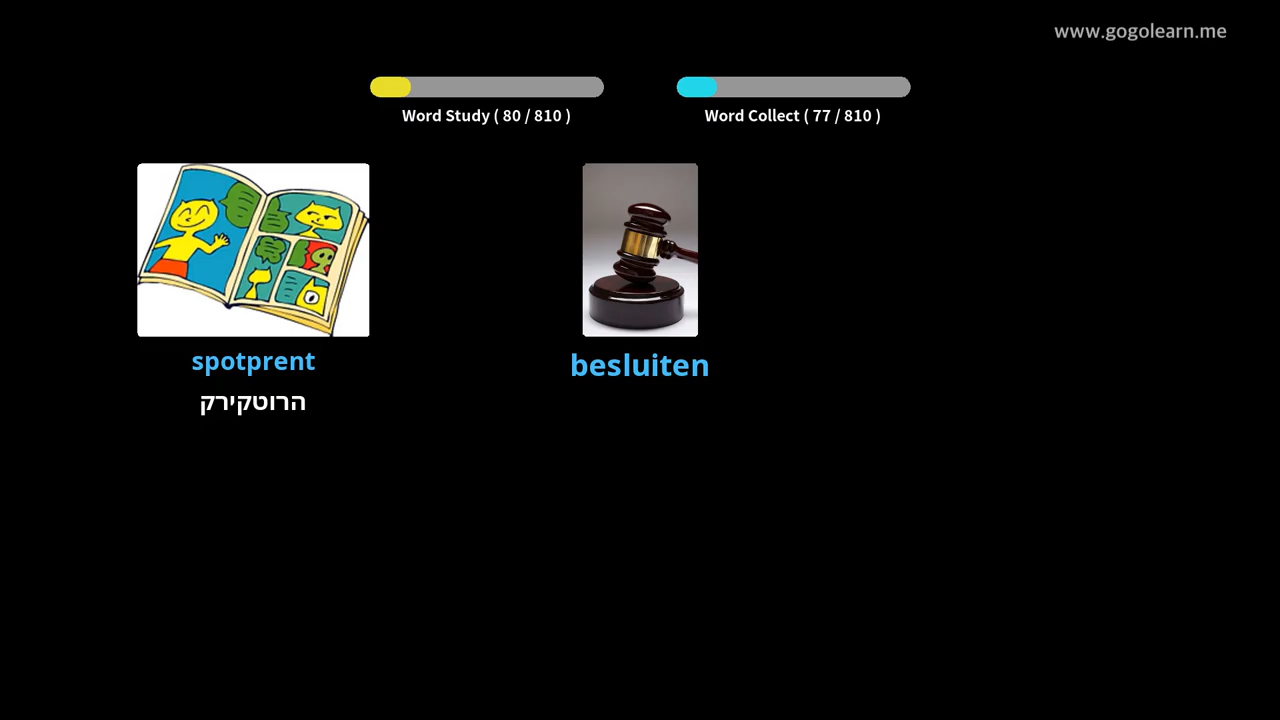 www.gogolearn.me
Word Study ( 80 / 810 )
Word Collect ( 77 / 810 )
spotprent
הרוטקירק
besluiten